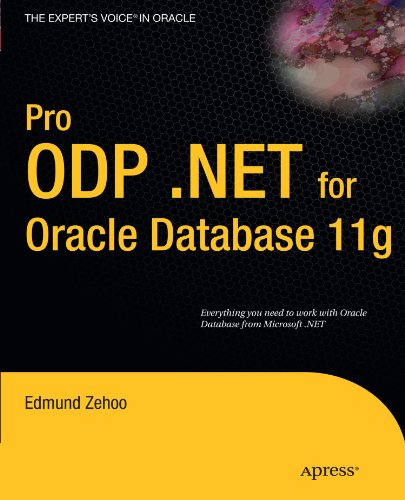 THE EXPERT'S VOICE® IN ORACLE
Pro
ODP .NET for
Oracle Database 11g
Everything you need to work with Oracle
Database from Microsoft .NET
Edmund Zehoo
Apress®